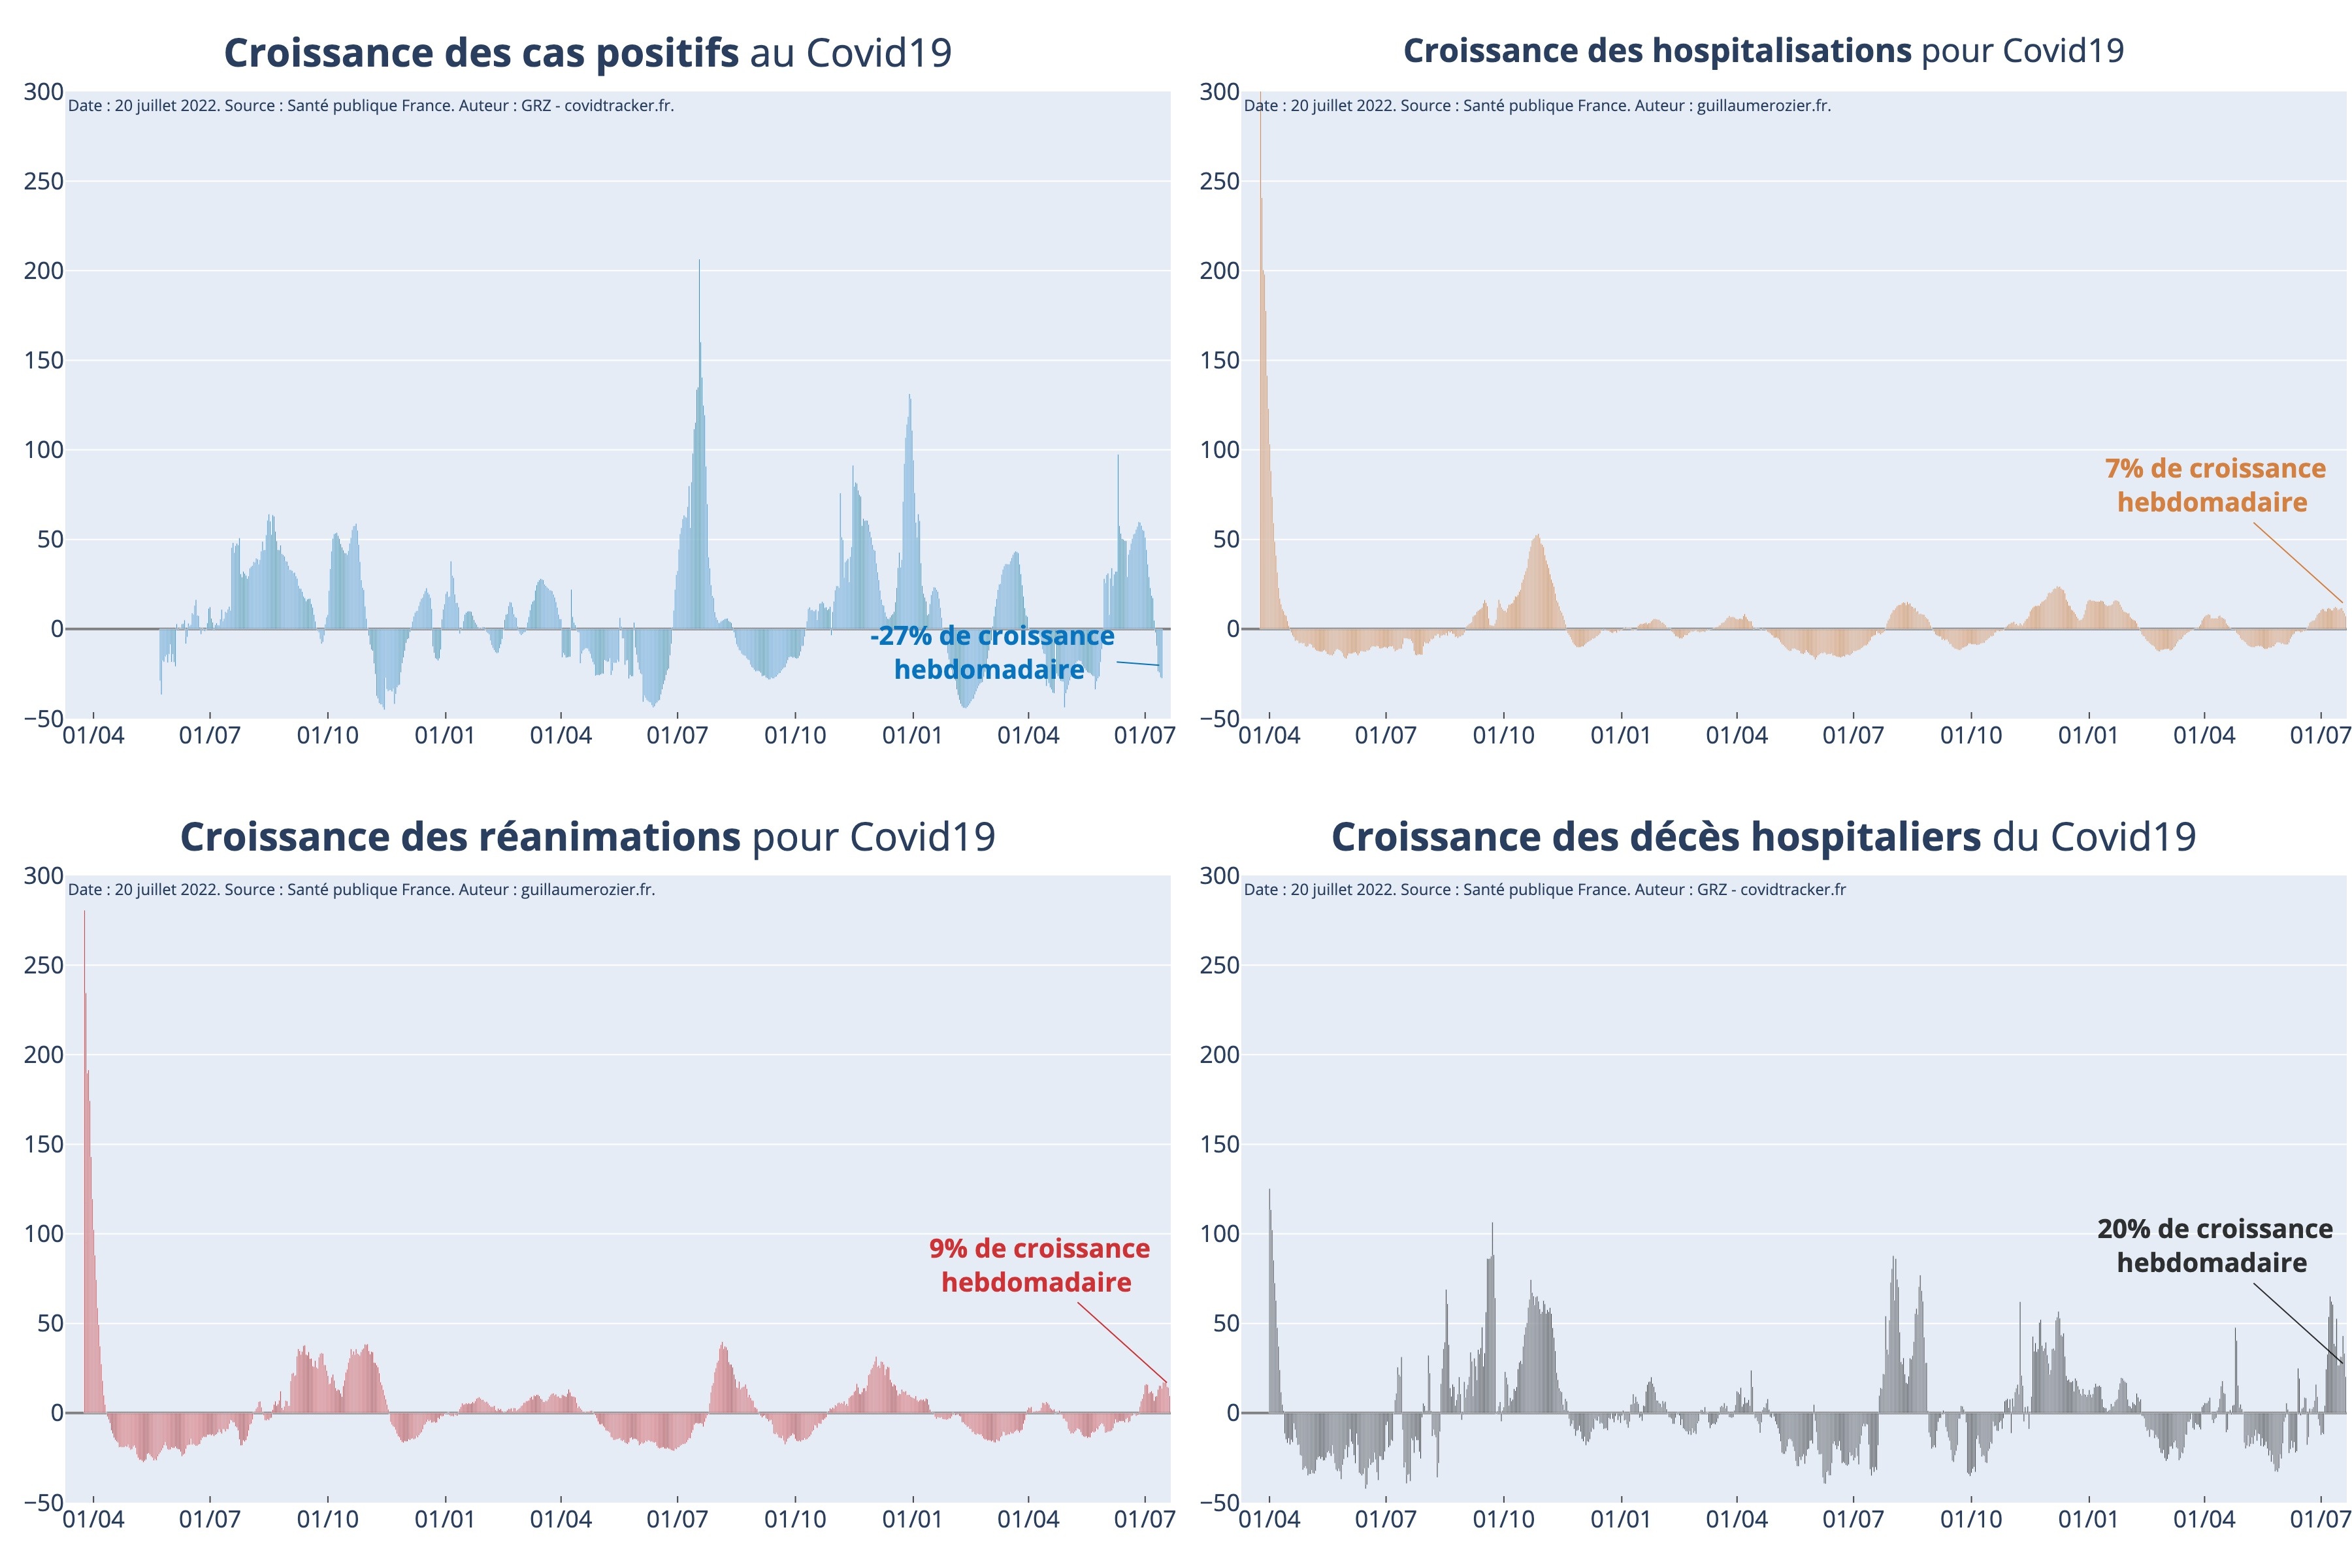 Croissance des cas positifs au Covid19
Date : 20 juillet 2022. Source : Santé publique France. Auteur : GRZ - covidtracker.fr.
300
250
200
150
100
50
0
−50
-27% de croissance
hebdomadaire
01/04 01/07 01/10 01/01 01/04 01/07 01/10 01/01 01/04 01/07
Croissance des hospitalisations pour Covid19
Date : 20 juillet 2022. Source : Santé publique France. Auteur : guillaumerozier.fr.
300
250
200
150
100
50
0
−50
7% de croissance
hebdomadaire
01/04 01/07 01/10 01/01 01/04 01/07 01/10 01/01 01/04 01/07
Croissance des réanimations pour Covid19
Date : 20 juillet 2022. Source : Santé publique France. Auteur : guillaumerozier.fr.
300
250
200
150
100
50
0
−50
9% de croissance
hebdomadaire
01/04 01/07 01/10 01/01 01/04 01/07 01/10 01/01 01/04 01/07
Croissance des décès hospitaliers du Covid19
Date : 20 juillet 2022. Source : Santé publique France. Auteur : GRZ - covidtracker.fr
300
250
200
150
100
50
0
−50
20% de croissance
hebdomadaire
01/04 01/07 01/10 01/01 01/04 01/07 01/10 01/01 01/04 01/07